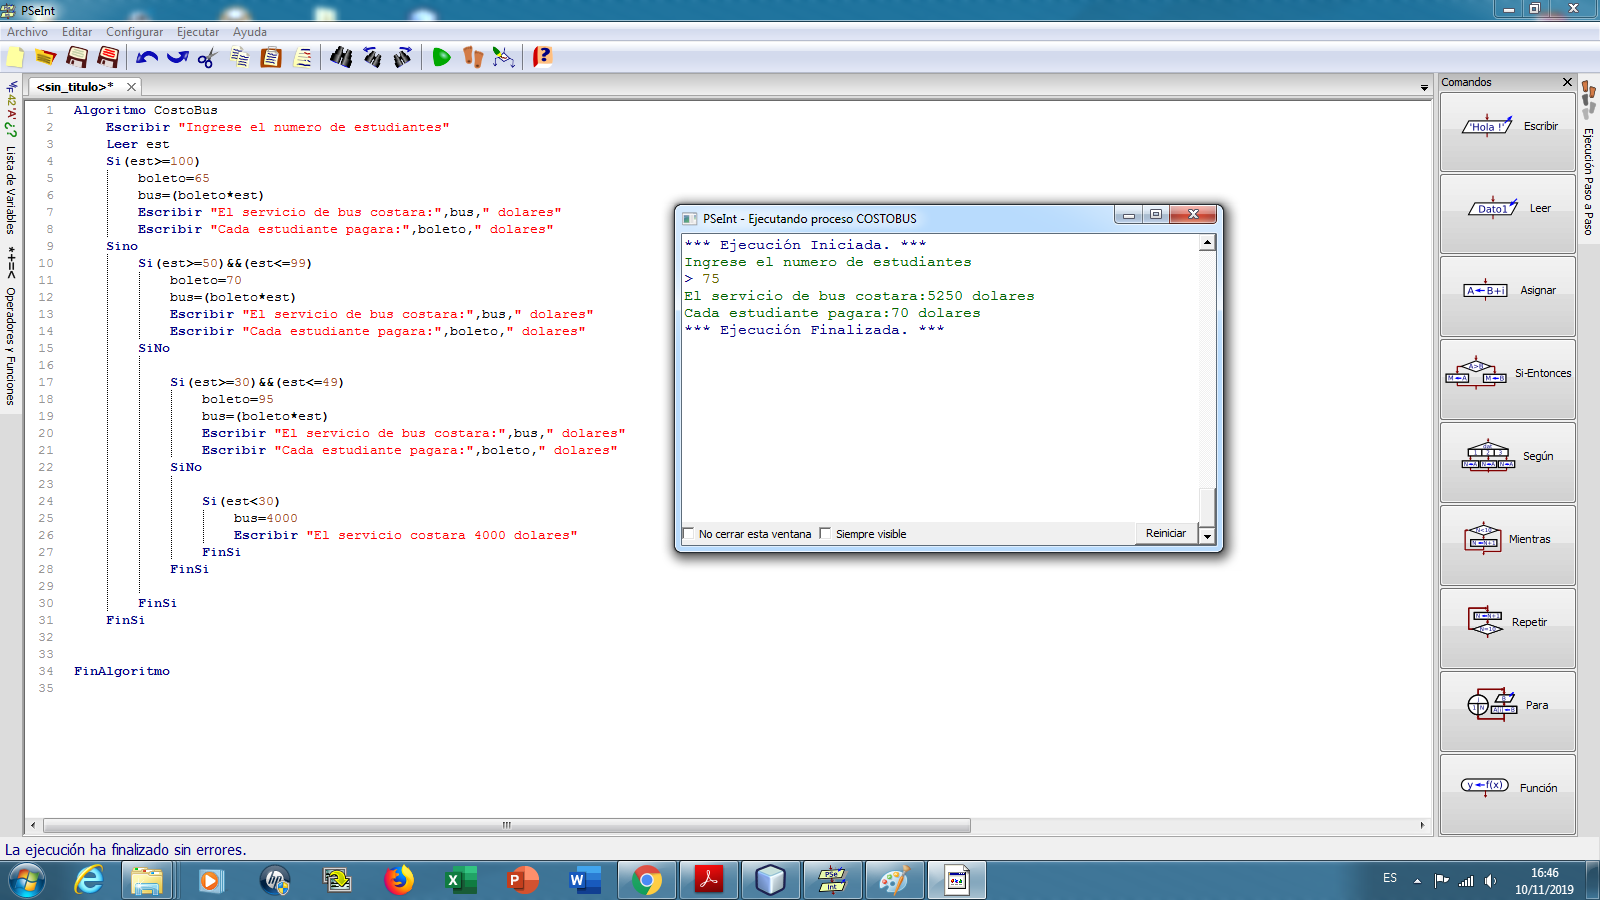 PSeInt
Archivo Editar Configurar Ejecutar Ayuda
<sin_titulo>*
Lista de Variables
*+=< Operadores y Funciones
1 Algoritmo CostoBus
2 Escribir "Ingrese el numero de estudiantes"
3 Leer est
4 Si(est>=100)
5 boleto=65
6 bus=(boleto*est)
7 Escribir "El servicio de bus costara:",bus," dolares"
8 Escribir "Cada estudiante pagara:",boleto," dolares"
9 Sino
10 Si(est>=50)&&(est<=99)
11 boleto=70
12 bus=(boleto*est)
13 Escribir "El servicio de bus costara:",bus," dolares"
14 Escribir "Cada estudiante pagara:",boleto," dolares"
15 SiNo
16
17 Si(est>=30)&&(est<=49)
18 boleto=95
19 bus=(boleto*est)
20 Escribir "El servicio de bus costara:",bus," dolares"
21 Escribir "Cada estudiante pagara:",boleto," dolares"
22 SiNo
23
24 Si(est<30)
25 bus=4000
26 Escribir "El servicio costara 4000 dolares"
27 FinSi
28 FinSi
29
30 FinSi
31 FinSi
32
33
34 FinAlgoritmo
35
PSeInt - Ejecutando proceso COSTOBUS
*** Ejecución Iniciada. ***
Ingrese el numero de estudiantes
> 75
El servicio de bus costara:5250 dolares
Cada estudiante pagara:70 dolares
*** Ejecución Finalizada. ***
No cerrar esta ventana Siempre visible Reiniciar
Comandos
'Hola !' Escribir
Dato1 Leer
A←B+i Asignar
A>B Si-Entonces
Según
Mientras
Repetir
Para
y←f(x) Función
Ejecución Paso a Paso
La ejecución ha finalizado sin errores.
ES
16:46
10/11/2019